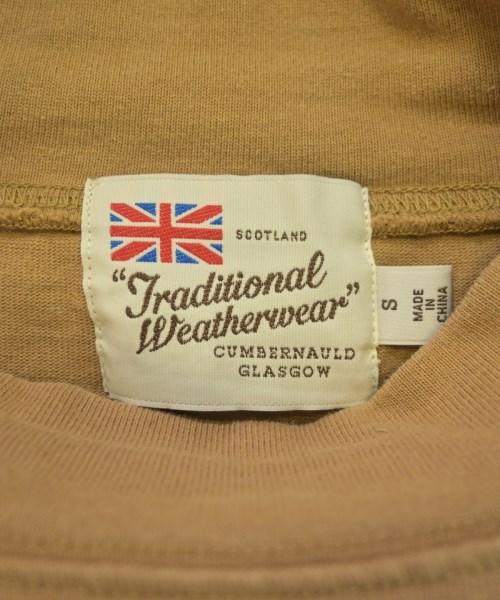 SCOTLAND
"Traditional
Weatherwear"
CUMBERNAULD
GLASGOW
S
MADE
IN
CHINA